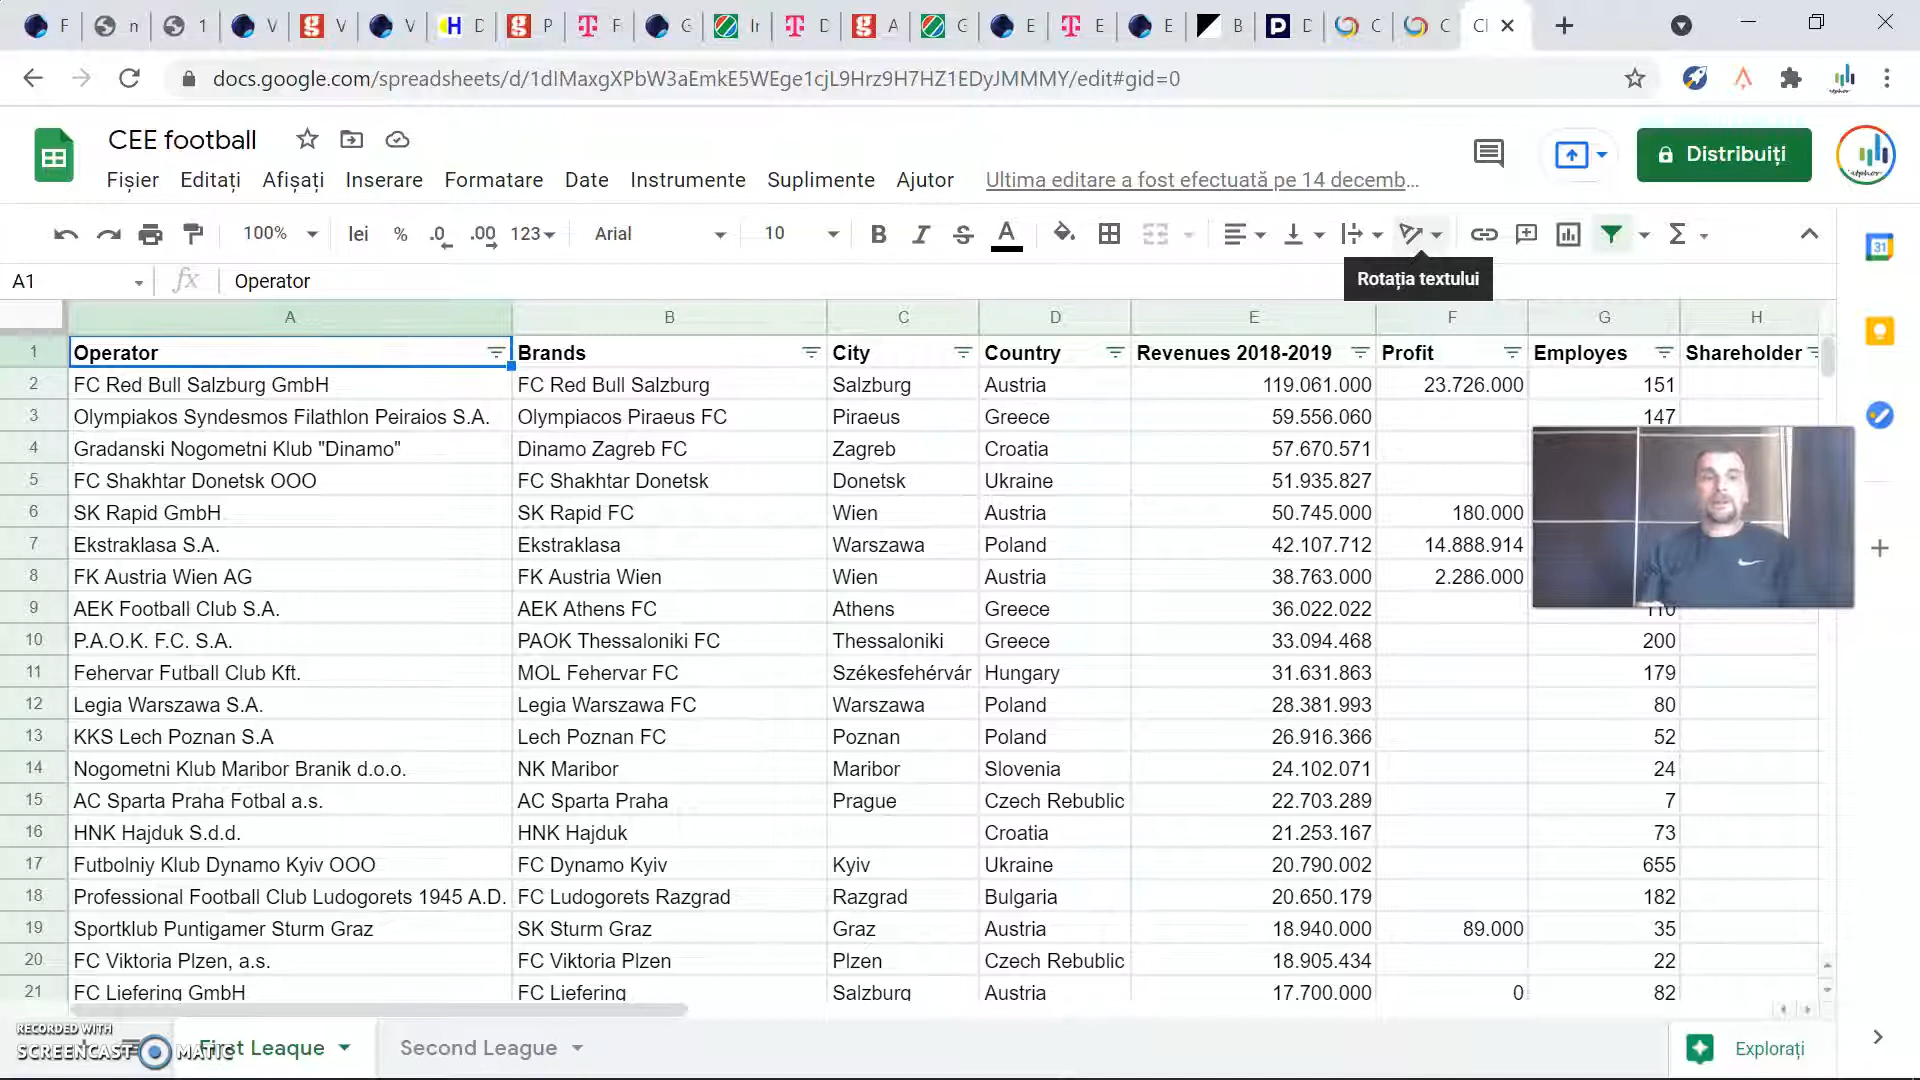 F n 1 V V V D P F G Ir D A G E E E B D C C Cl
docs.google.com/spreadsheets/d/1dIMaxgXPbW3aEmkE5WEge1cjL9Hrz9H7HZ1EDyJMMMY/edit#gid=0
CEE football
Distribuiți
Fișier Editați Afișați Inserare Formatare Date Instrumente Suplimente Ajutor Ultima editare a fost efectuată pe 14 decemb…
100% lei % .0 .00 123 Arial 10 B I S A Σ
31
Rotația textului
A1 fx Operator
A B C D E F G H
1 Operator Brands City Country Revenues 2018-2019 Profit Employes Shareholder
2 FC Red Bull Salzburg GmbH FC Red Bull Salzburg Salzburg Austria 119.061.000 23.726.000 151
3 Olympiakos Syndesmos Filathlon Peiraios S.A. Olympiacos Piraeus FC Piraeus Greece 59.556.060 147
4 Gradanski Nogometni Klub "Dinamo" Dinamo Zagreb FC Zagreb Croatia 57.670.571
5 FC Shakhtar Donetsk OOO FC Shakhtar Donetsk Donetsk Ukraine 51.935.827
6 SK Rapid GmbH SK Rapid FC Wien Austria 50.745.000 180.000
7 Ekstraklasa S.A. Ekstraklasa Warszawa Poland 42.107.712 14.888.914
8 FK Austria Wien AG FK Austria Wien Wien Austria 38.763.000 2.286.000
9 AEK Football Club S.A. AEK Athens FC Athens Greece 36.022.022
10 P.A.O.K. F.C. S.A. PAOK Thessaloniki FC Thessaloniki Greece 33.094.468 200
11 Fehervar Futball Club Kft. MOL Fehervar FC Székesfehérvár Hungary 31.631.863 179
12 Legia Warszawa S.A. Legia Warszawa FC Warszawa Poland 28.381.993 80
13 KKS Lech Poznan S.A Lech Poznan FC Poznan Poland 26.916.366 52
14 Nogometni Klub Maribor Branik d.o.o. NK Maribor Maribor Slovenia 24.102.071 24
15 AC Sparta Praha Fotbal a.s. AC Sparta Praha Prague Czech Rebublic 22.703.289 7
16 HNK Hajduk S.d.d. HNK Hajduk Croatia 21.253.167 73
17 Futbolniy Klub Dynamo Kyiv OOO FC Dynamo Kyiv Kyiv Ukraine 20.790.002 655
18 Professional Football Club Ludogorets 1945 A.D. FC Ludogorets Razgrad Razgrad Bulgaria 20.650.179 182
19 Sportklub Puntigamer Sturm Graz SK Sturm Graz Graz Austria 18.940.000 89.000 35
20 FC Viktoria Plzen, a.s. FC Viktoria Plzen Plzen Czech Rebublic 18.905.434 22
21 FC Liefering GmbH FC Liefering Salzburg Austria 17.700.000 0 82
RECORDED WITH
SCREENCAST MATIC
First League Second League Explorați